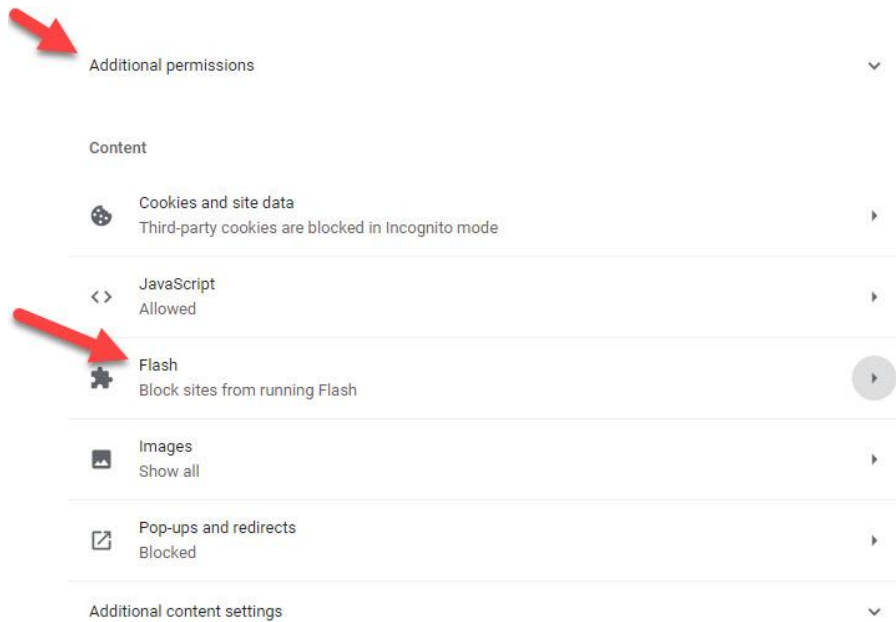 Additional permissions
Content
Cookies and site data
Third-party cookies are blocked in Incognito mode
JavaScript
Allowed
Flash
Block sites from running Flash
Images
Show all
Pop-ups and redirects
Blocked
Additional content settings